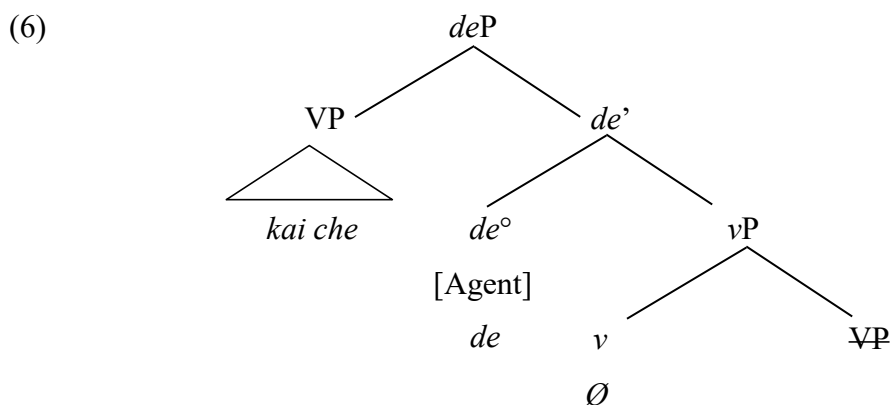 (6) deP
VP de’
kai che de° vP
[Agent]
de v VP
Ø